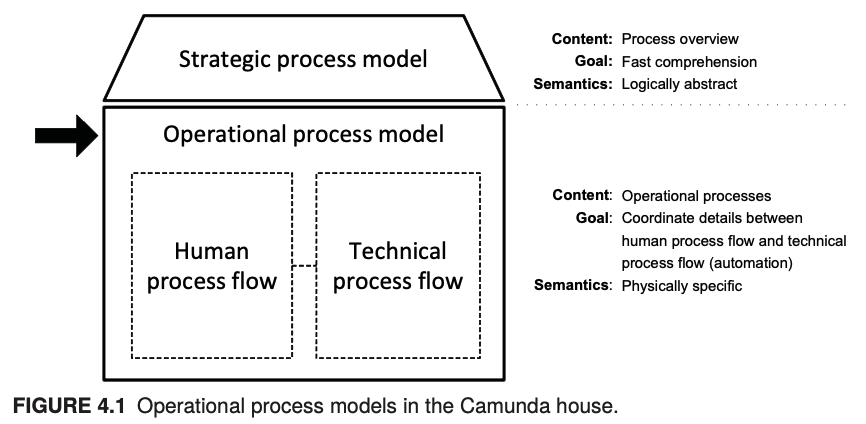 Strategic process model
Content: Process overview
Goal: Fast comprehension
Semantics: Logically abstract
Operational process model
Human
process flow
Technical
process flow
Content: Operational processes
Goal: Coordinate details between
human process flow and technical
process flow (automation)
Semantics: Physically specific
FIGURE 4.1 Operational process models in the Camunda house.